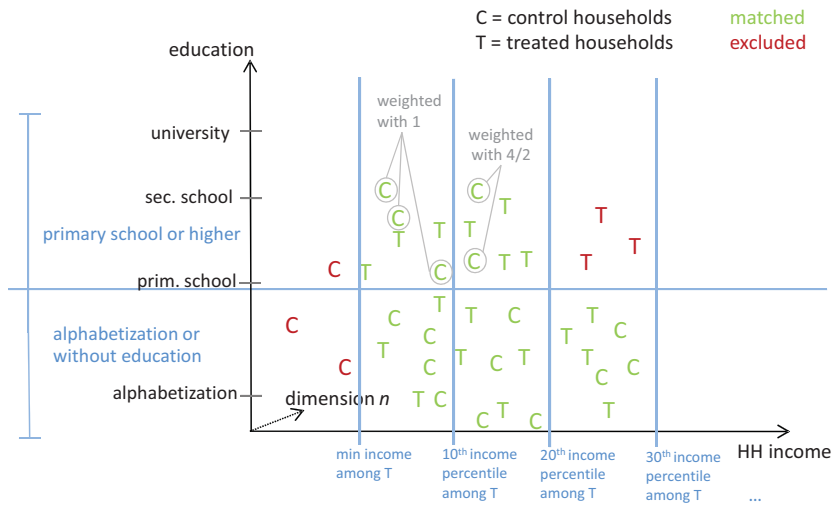 C = control households
matched
T = treated households
excluded
education
weighted
with 1
university
weighted
with 4/2
sec. school
C
C
T
C
T
primary school or higher
C
T
T
T
T
C
T
C
T
T
T
C
prim. school
T
C
T
C
T
C
T
C
C
alphabetization or
without education
T
T
T
C
T
T
C
C
C
C
alphabetization
T
C
T
T
C
C
dimension n
HH income
min income
among T
10th income
percentile
among T
20th income
percentile
among T
30th income
percentile
among T
...